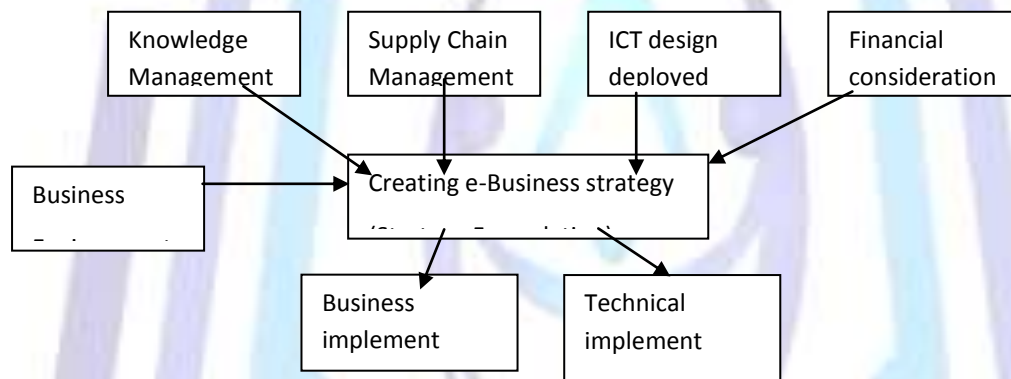 Knowledge
Management
Supply Chain
Management
ICT design
deployed
Financial
consideration
Creating e-Business strategy
Business
Business
implement
Technical
implement